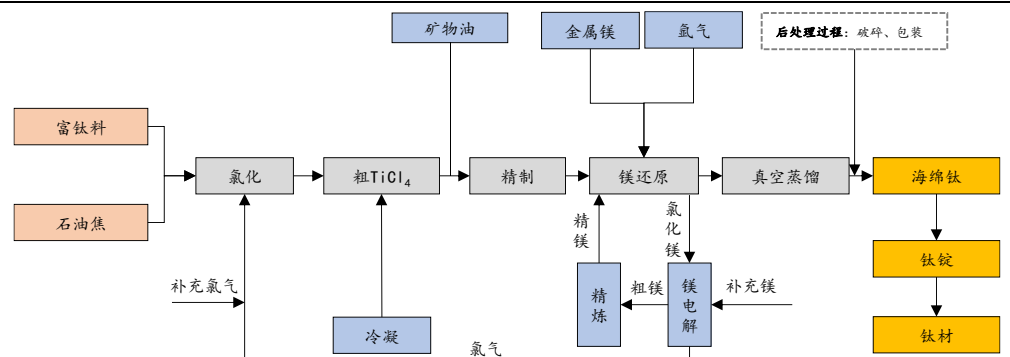 矿物油
金属镁
氩气
后处理过程：破碎、包装
富钛料
石油焦
氯化
粗TiCl₄
精制
镁还原
真空蒸馏
海绵钛
精镁
氯化镁
钛锭
补充氯气
精炼
粗镁
镁电解
补充镁
冷凝
氯气
钛材